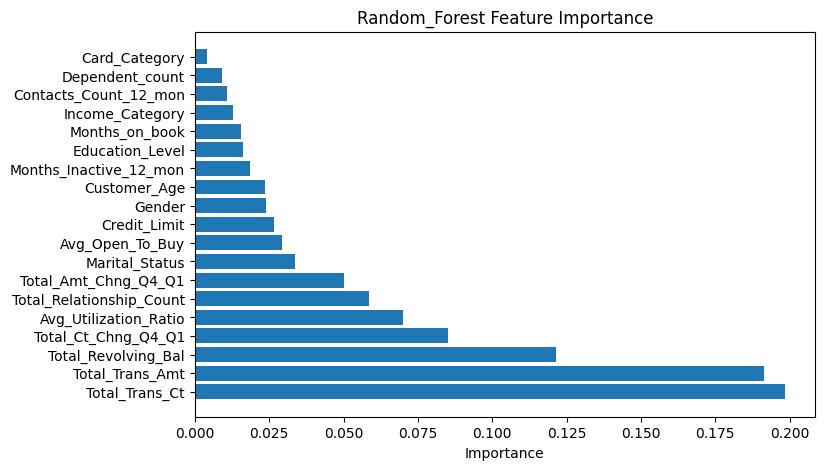 Random_Forest Feature Importance
Card_Category
Dependent_count
Contacts_Count_12_mon
Income_Category
Months_on_book
Education_Level
Months_Inactive_12_mon
Customer_Age
Gender
Credit_Limit
Avg_Open_To_Buy
Marital_Status
Total_Amt_Chng_Q4_Q1
Total_Relationship_Count
Avg_Utilization_Ratio
Total_Ct_Chng_Q4_Q1
Total_Revolving_Bal
Total_Trans_Amt
Total_Trans_Ct
0.000 0.025 0.050 0.075 0.100 0.125 0.150 0.175 0.200
Importance